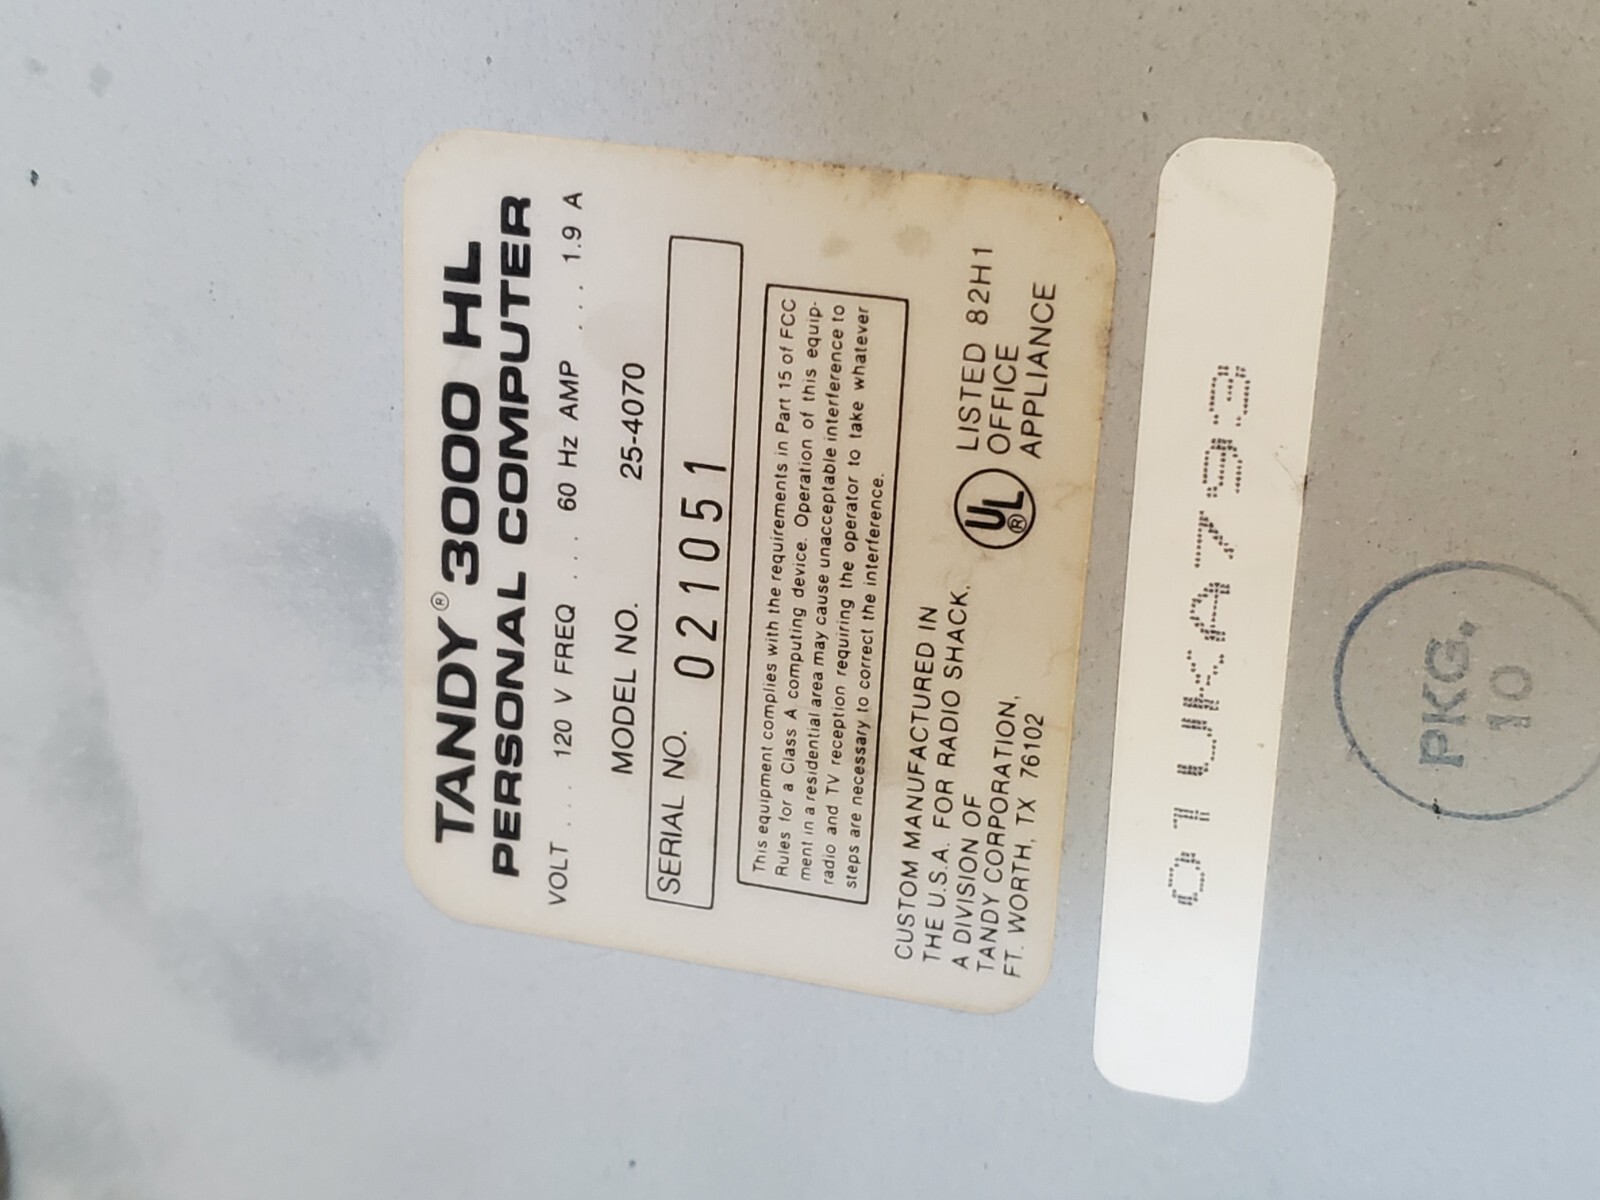 TANDY® 3000 HL
PERSONAL COMPUTER
VOLT . . . 120 V FREQ . . . 60 Hz AMP . . . . 1.9 A
MODEL NO. 25-4070
SERIAL NO. 021051
This equipment complies with the requirements in Part 15 of FCC
Rules for a Class A computing device. Operation of this equip-
ment in a residential area may cause unacceptable interference to
radio and TV reception requiring the operator to take whatever
steps are necessary to correct the interference.
CUSTOM MANUFACTURED IN
THE U.S.A. FOR RADIO SHACK,
A DIVISION OF
TANDY CORPORATION,
FT. WORTH, TX 76102
UL®
LISTED 82H1
OFFICE
APPLIANCE
PKG.
10